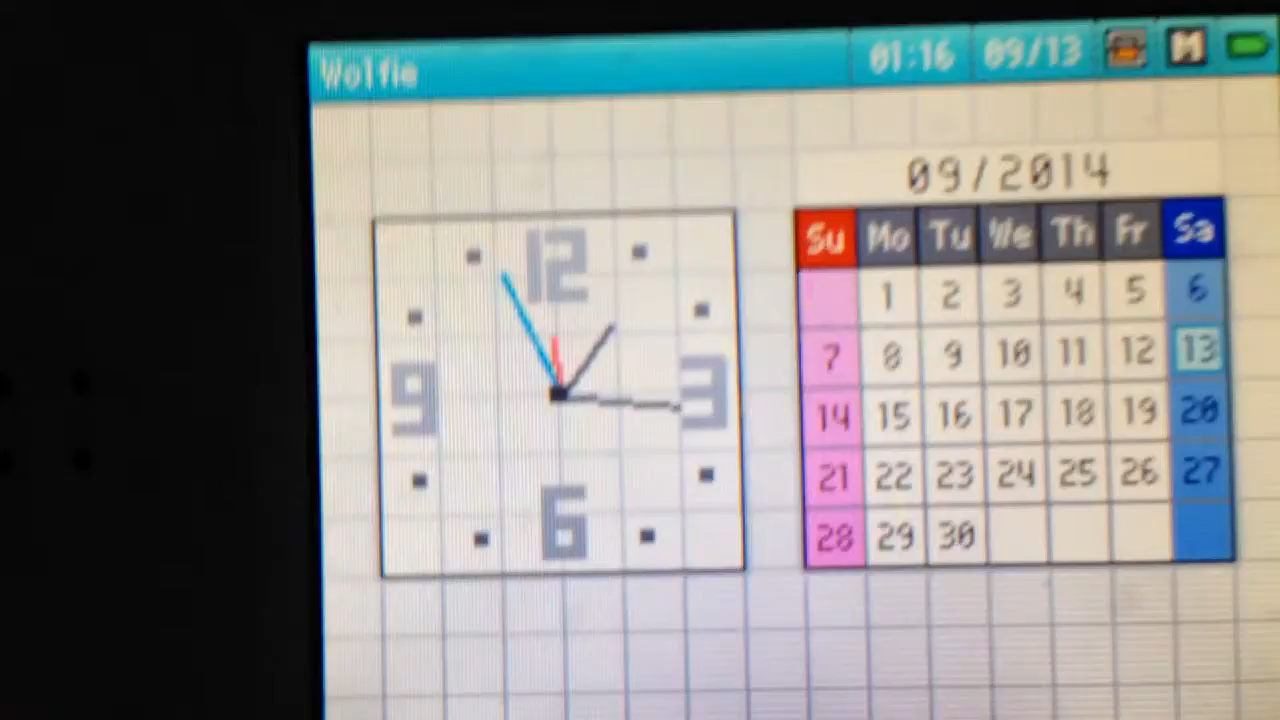 Wolfie 01:16 09/13 M
09/2014
12
9 3
6
Su Mo Tu We Th Fr Sa
1 2 3 4 5 6
7 8 9 10 11 12 13
14 15 16 17 18 19 20
21 22 23 24 25 26 27
28 29 30